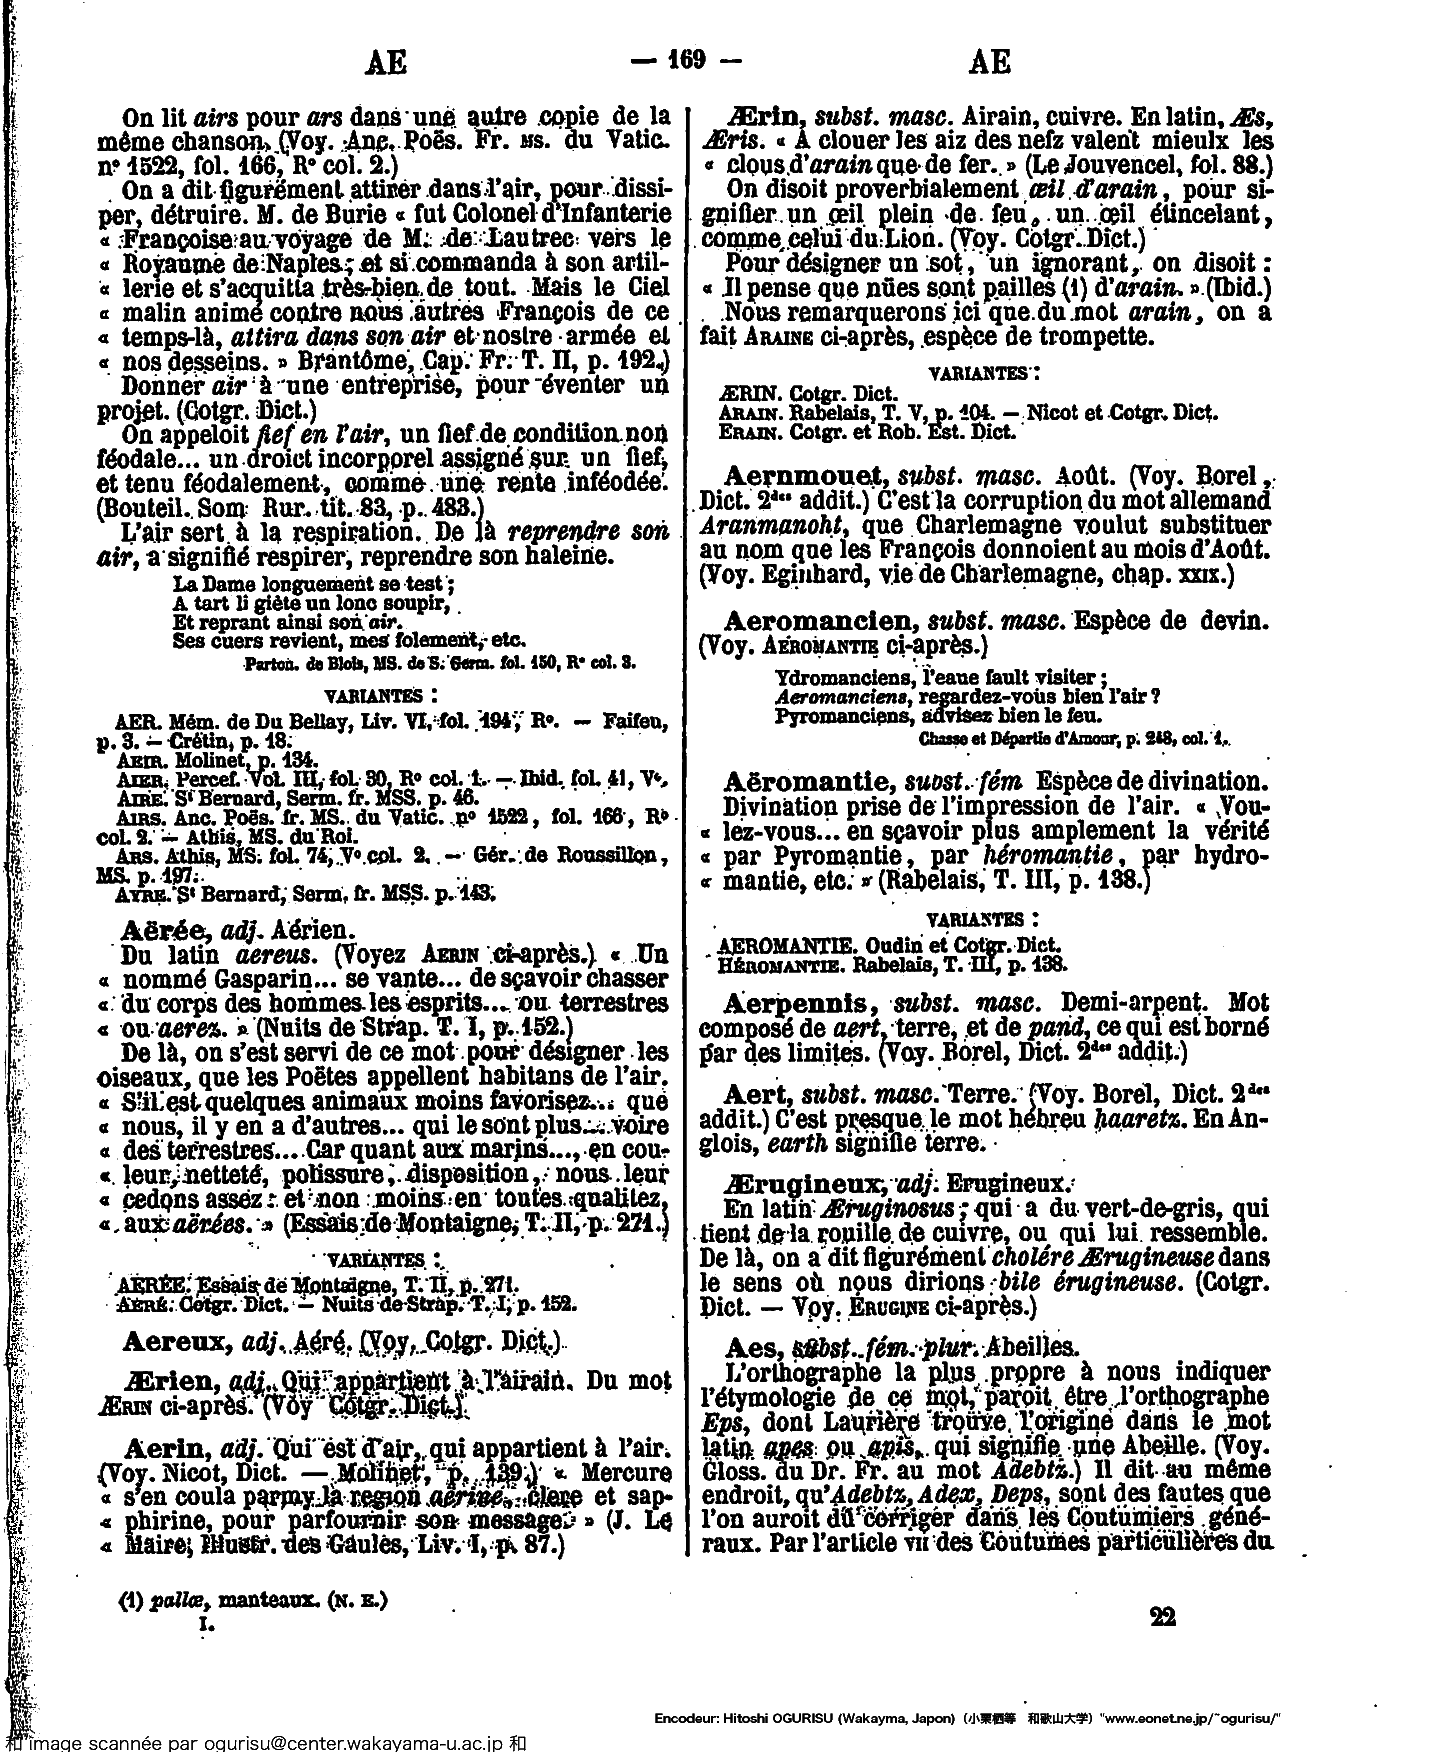 AE
— 169 —
AE
On lit airs pour ars dans une autre copie de la
même chanson. (Voy. Anc. Poës. Fr. MS. du Vatic.
nº 1522, fol. 166, Rº col. 2.)
On a dit figurément attirer dans l'air, pour dissi-
per, détruire. M. de Burie « fut Colonel d'Infanterie
« Françoise au voyage de M. de Lautrec vers le
« Royaume de Naples; et si commanda à son artil-
« lerie et s'acquitta très-bien de tout. Mais le Ciel
« malin animé contre nous autres François de ce
« temps-là, attira dans son air et nostre armée et
« nos desseins. » Brantôme, Cap. Fr. T. II, p. 192.)
Donner air à une entreprise, pour éventer un
projet. (Cotgr. Dict.)
On appeloit fief en l'air, un fief de condition non
féodale... un droict incorporel assigné sur un fief,
et tenu féodalement, comme une rente inféodée.
(Bouteil. Som. Rur. tit. 83, p. 483.)
L'air sert à la respiration. De là reprendre son
air, a signifié respirer, reprendre son haleine.
La Dame longuement se test;
A tart li giète un lonc soupir,
Et reprant ainsi son air.
Ses cuers revient, mes folement, etc.
Parton. de Blois, MS. de S. Germ. fol. 150, Rº col. 3.
VARIANTES :
AER. Mém. de Du Bellay, Liv. VI, fol. 194, Rº. — Faifeu,
p. 3. — Crétin, p. 18.
AEIR. Molinet, p. 134.
AIER. Percef. Vol. III, fol. 30, Rº col. 1. — Ibid. fol. 41, Vº.
AIRE. St Bernard, Serm. fr. MSS. p. 46.
AIRS. Anc. Poës. fr. MS. du Vatic. nº 1522, fol. 166, Rº
col. 2. — Athis, MS. du Roi.
ARS. Athis, MS. fol. 74, Vº col. 2. — Gér. de Roussillon,
MS. p. 197.
AYRE. St Bernard, Serm. fr. MSS. p. 143.
Aërée, adj. Aérien.
Du latin aereus. (Voyez AERIN ci-après.) « Un
« nommé Gasparin... se vante... de sçavoir chasser
« du corps des hommes les esprits... ou terrestres
« ou aerez. » (Nuits de Strap. T. I, p. 152.)
De là, on s'est servi de ce mot pour désigner les
oiseaux, que les Poëtes appellent habitans de l'air.
« S'il est quelques animaux moins favorisez... que
« nous, il y en a d'autres... qui le sont plus... voire
« des terrestres... Car quant aux marins..., en cou-
« leur, netteté, polissure, disposition, nous leur
« cedons assez : et non moins en toutes qualitez,
« aux aërées. » (Essais de Montaigne, T. II, p. 271.)
VARIANTES :
AERÉE. Essais de Montaigne, T. II, p. 271.
AERÉ. Cotgr. Dict. — Nuits de Strap. T. I, p. 152.
Aereux, adj. Aéré. (Voy. Cotgr. Dict.)
Ærien, adj. Qui appartient à l'airain. Du mot
ÆRIN ci-après. (Voy Cotgr. Dict.)
Aerin, adj. Qui est d'air, qui appartient à l'air.
(Voy. Nicot, Dict. — Molinet, p. 139.) « Mercure
« s'en coula parmy la region aërine, clere et sap-
« phirine, pour parfournir son message. » (J. Le
« Maire, Illustr. des Gaules, Liv. I, p. 87.)
(1) pallæ, manteaux. (N. E.)
I.
Ærin, subst. masc. Airain, cuivre. En latin, Æs,
Æris. « A clouer les aiz des nefz valent mieulx les
« clous d'arain que de fer. » (Le Jouvencel, fol. 88.)
On disoit proverbialement œil d'arain, pour si-
gnifier un œil plein de feu, un œil étincelant,
comme celui du Lion. (Voy. Cotgr. Dict.)
Pour désigner un sot, un ignorant, on disoit :
« Il pense que nües sont pailles (1) d'arain. » (Ibid.)
Nous remarquerons ici que du mot arain, on a
fait ARAINE ci-après, espèce de trompette.
VARIANTES :
ÆRIN. Cotgr. Dict.
ARAIN. Rabelais, T. V, p. 104. — Nicot et Cotgr. Dict.
ERAIN. Cotgr. et Rob. Est. Dict.
Aernmouet, subst. masc. Août. (Voy. Borel,
Dict. 2des addit.) C'est la corruption du mot allemand
Aranmanoht, que Charlemagne voulut substituer
au nom que les François donnoient au mois d'Août.
(Voy. Eginhard, vie de Charlemagne, chap. XXIX.)
Aeromancien, subst. masc. Espèce de devin.
(Voy. AÉROMANTIE ci-après.)
Ydromanciens, l'eaue fault visiter;
Aeromanciens, regardez-vous bien l'air?
Pyromanciens, advisez bien le feu.
Chasse et Départie d'Amour, p. 248, col. 1.
Aëromantie, subst. fém Espèce de divination.
Divination prise de l'impression de l'air. « Vou-
« lez-vous... en sçavoir plus amplement la vérité
« par Pyromantie, par héromantie, par hydro-
« mantie, etc. » (Rabelais, T. III, p. 138.)
VARIANTES :
AEROMANTIE. Oudin et Cotgr. Dict.
HÉROMANTIE. Rabelais, T. III, p. 138.
Aerpennis, subst. masc. Demi-arpent. Mot
composé de aert, terre, et de pand, ce qui est borné
par des limites. (Voy. Borel, Dict. 2des addit.)
Aert, subst. masc. Terre. (Voy. Borel, Dict. 2des
addit.) C'est presque le mot hébreu haaretz. En An-
glois, earth signifie terre.
Ærugineux, adj. Erugineux.
En latin Æruginosus; qui a du vert-de-gris, qui
tient de la rouille de cuivre, ou qui lui ressemble.
De là, on a dit figurément cholére Ærugineuse dans
le sens où nous dirions bile érugineuse. (Cotgr.
Dict. — Voy. ERUGINE ci-après.)
Aes, subst. fém. plur. Abeilles.
L'orthographe la plus propre à nous indiquer
l'étymologie de ce mot, paroit être l'orthographe
Eps, dont Laurière trouve l'origine dans le mot
latin apes ou apis, qui signifie une Abeille. (Voy.
Gloss. du Dr. Fr. au mot Adebtz.) Il dit au même
endroit, qu'Adebtz, Adex, Deps, sont des fautes que
l'on auroit dû corriger dans les Coutumiers géné-
raux. Par l'article VII des Coutumes particulières du
22
Encodeur: Hitoshi OGURISU (Wakayma, Japon) (小栗栖等 和歌山大学) "www.eonet.ne.jp/~ogurisu/"
和 image scannée par ogurisu@center.wakayama-u.ac.jp 和